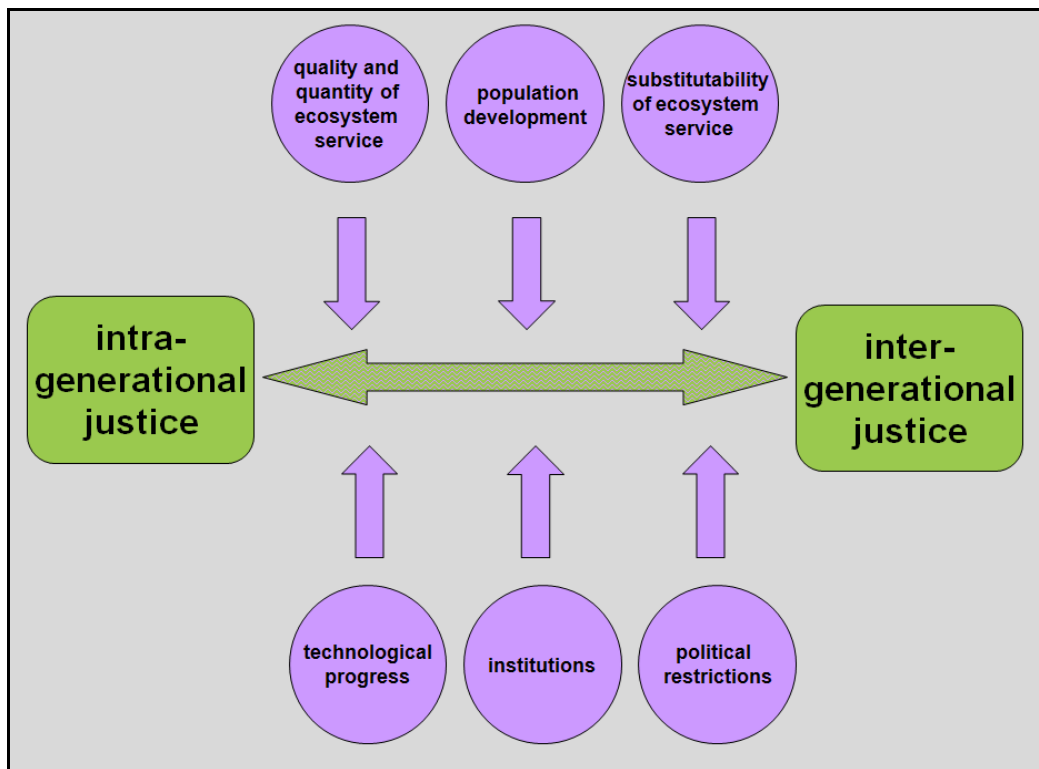 quality and
quantity of
ecosystem
service
population
development
substitutability
of ecosystem
service
intra-
generational
justice
inter-
generational
justice
technological
progress
institutions
political
restrictions